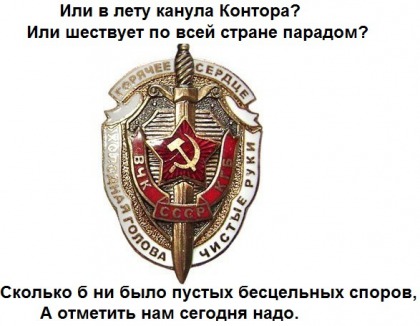 Или в лету канула Контора?
Или шествует по всей стране парадом?
ГОРЯЧЕЕ СЕРДЦЕ
ХОЛОДНАЯ ГОЛОВА
ЧИСТЫЕ РУКИ
ВЧК
КГБ
СССР
Сколько б ни было пустых бесцельных споров,
А отметить нам сегодня надо.